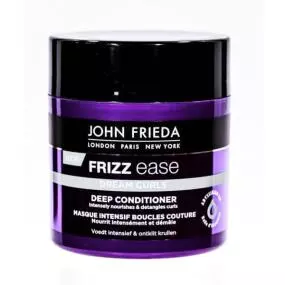 JOHN FRIEDA
LONDON PARIS NEW YORK
FRIZZ ease
DREAM CURLS
DEEP CONDITIONER
Intensely nourishes & detangles curls
MASQUE INTENSIF BOUCLES COUTURE
Nourrit intensément et démêle
Voedt intensief & ontklit krullen